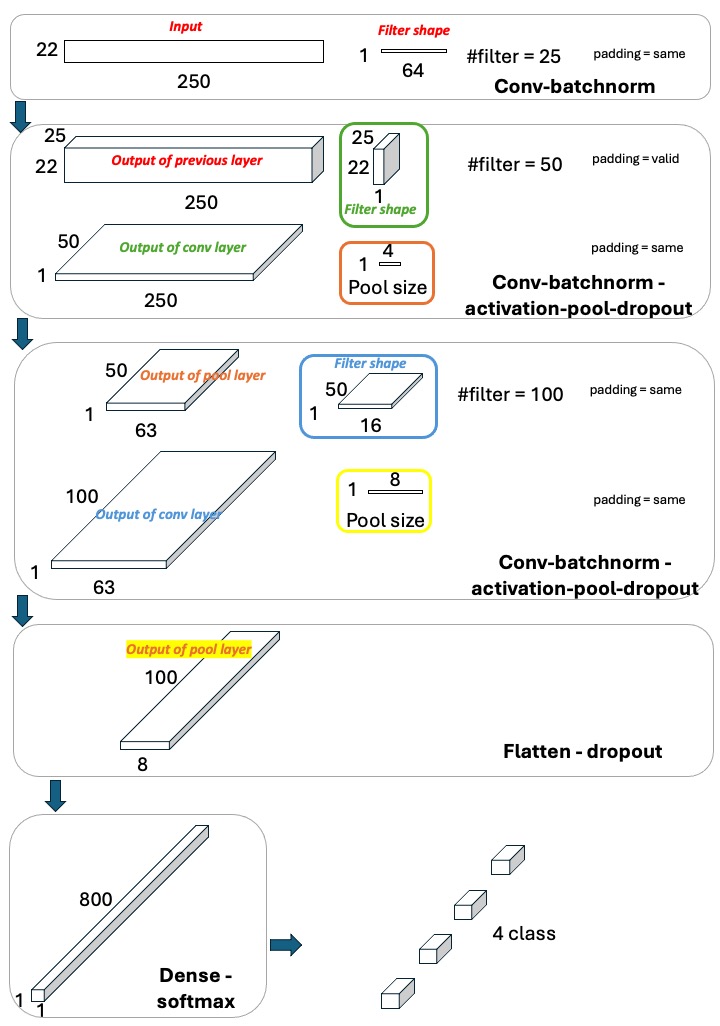 Input
22
250
Filter shape
1
64
#filter = 25
padding = same
Conv-batchnorm
25
22
Output of previous layer
250
25
22
1
Filter shape
#filter = 50
padding = valid
50
Output of conv layer
1
250
4
1
Pool size
padding = same
Conv-batchnorm -
activation-pool-dropout
50
Output of pool layer
1
63
Filter shape
50
1
16
#filter = 100
padding = same
100
Output of conv layer
1
63
8
1
Pool size
padding = same
Conv-batchnorm -
activation-pool-dropout
Output of pool layer
100
8
Flatten - dropout
800
1
1
Dense -
softmax
4 class